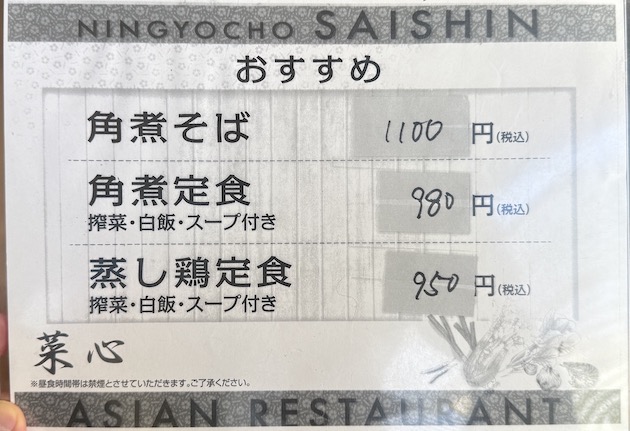 NINGYOCHO SAISHIN
おすすめ
角煮そば 1100 円(税込)
角煮定食 980 円(税込)
搾菜・白飯・スープ付き
蒸し鶏定食 950 円(税込)
搾菜・白飯・スープ付き
菜心
※昼食時間帯は禁煙とさせていただきます。ご了承ください。
ASIAN RESTAURANT